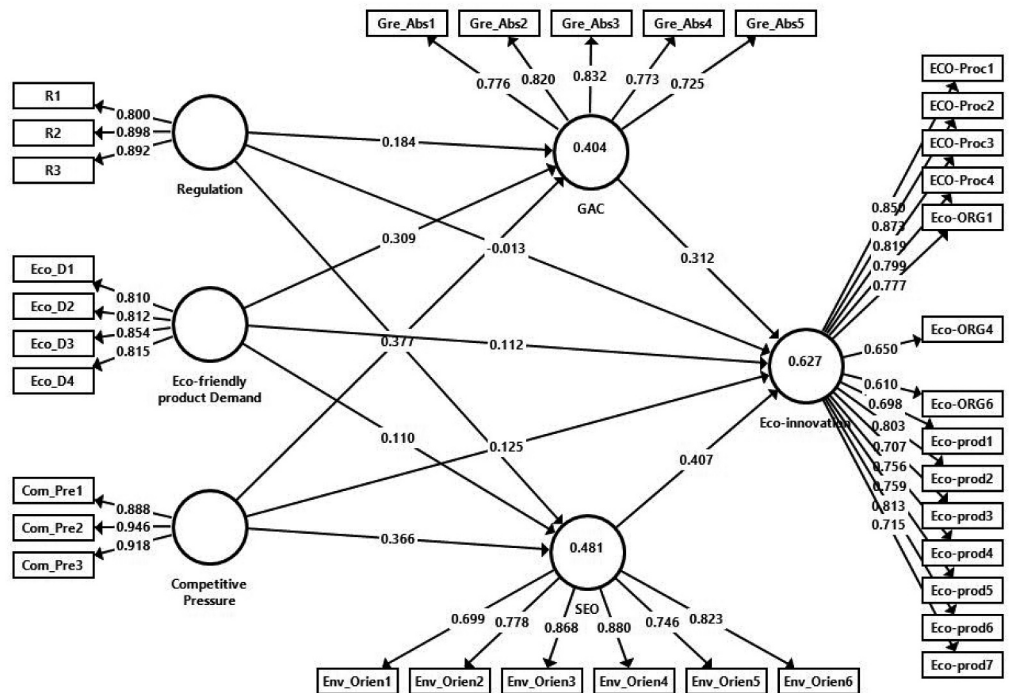 Gre_Abs1
Gre_Abs2
Gre_Abs3
Gre_Abs4
Gre_Abs5
0.776
0.820
0.832
0.773
0.725
R1
R2
R3
0.800
0.898
0.892
Regulation
0.184
0.404
GAC
0.309
-0.013
0.312
Eco_D1
Eco_D2
Eco_D3
Eco_D4
0.810
0.812
0.854
0.815
Eco-friendly
product Demand
0.377
0.112
0.110
0.125
0.627
Eco-innovation
0.407
Com_Pre1
Com_Pre2
Com_Pre3
0.888
0.946
0.918
Competitive
Pressure
0.366
0.481
SEO
0.699
0.778
0.868
0.880
0.746
0.823
Env_Orien1
Env_Orien2
Env_Orien3
Env_Orien4
Env_Orien5
Env_Orien6
ECO-Proc1
ECO-Proc2
ECO-Proc3
ECO-Proc4
Eco-ORG1
0.850
0.873
0.819
0.799
0.777
0.650
Eco-ORG4
0.610
0.698
0.803
0.707
0.756
0.759
0.813
0.715
Eco-ORG6
Eco-prod1
Eco-prod2
Eco-prod3
Eco-prod4
Eco-prod5
Eco-prod6
Eco-prod7